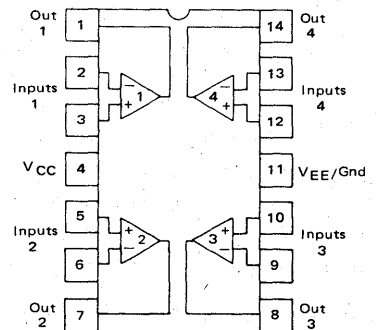 Out 1
1
14
Out 4
2
13
Inputs 1
Inputs 4
− + 1
− + 4
3
12
VCC
4
11
VEE/Gnd
5
10
Inputs 2
Inputs 3
+ − 2
+ − 3
6
9
Out 2
7
8
Out 3